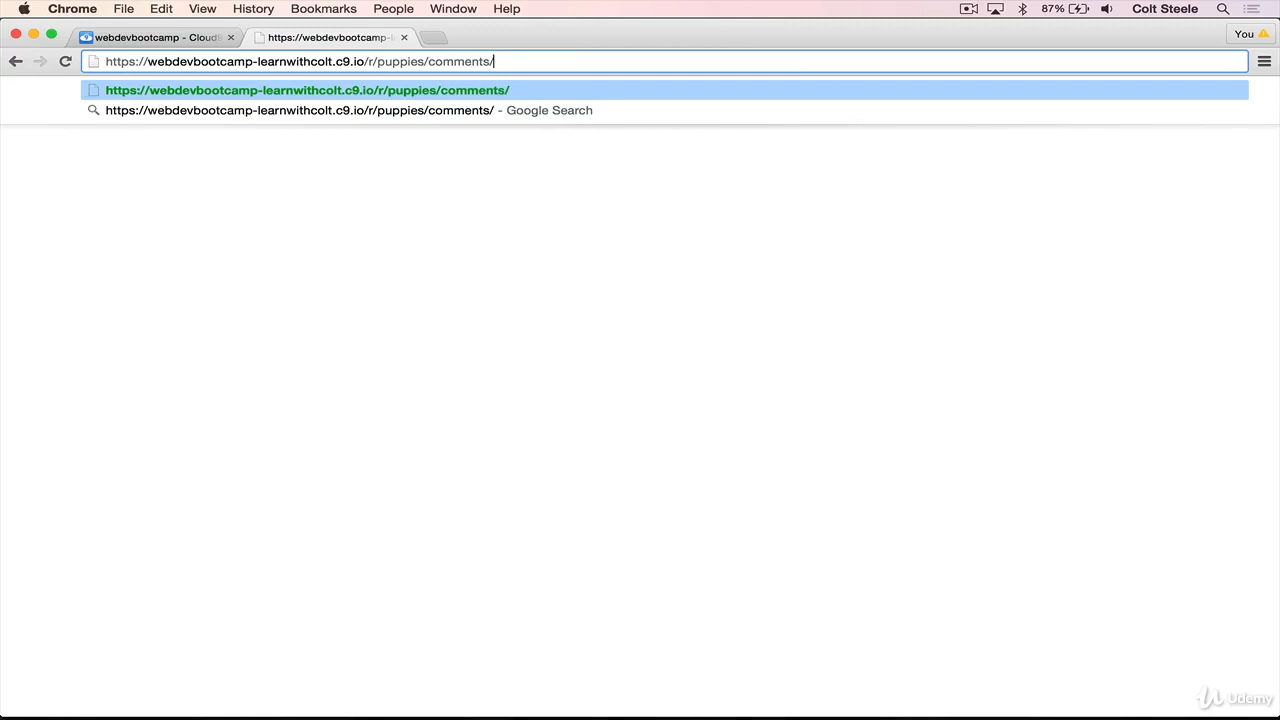 Chrome File Edit View History Bookmarks People Window Help 87% Colt Steele
webdevbootcamp - Cloud https://webdevbootcamp-l You
https://webdevbootcamp-learnwithcolt.c9.io/r/puppies/comments/
https://webdevbootcamp-learnwithcolt.c9.io/r/puppies/comments/
https://webdevbootcamp-learnwithcolt.c9.io/r/puppies/comments/ - Google Search
Udemy